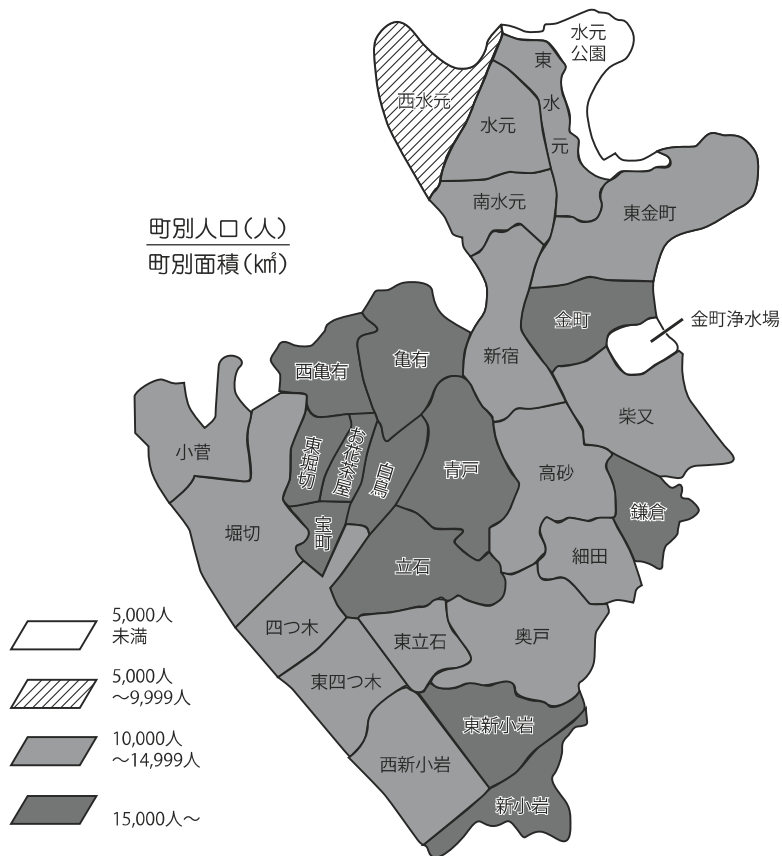 水元
公園
東水元
西水元
水元
南水元
東金町
町別人口(人)
町別面積(㎢)
金町
金町浄水場
亀有
新宿
西亀有
柴又
小菅
東堀切
お花茶屋
白鳥
青戸
高砂
鎌倉
宝町
堀切
立石
細田
四つ木
東立石
奥戸
東四つ木
東新小岩
西新小岩
新小岩
5,000人
未満
5,000人
〜9,999人
10,000人
〜14,999人
15,000人〜